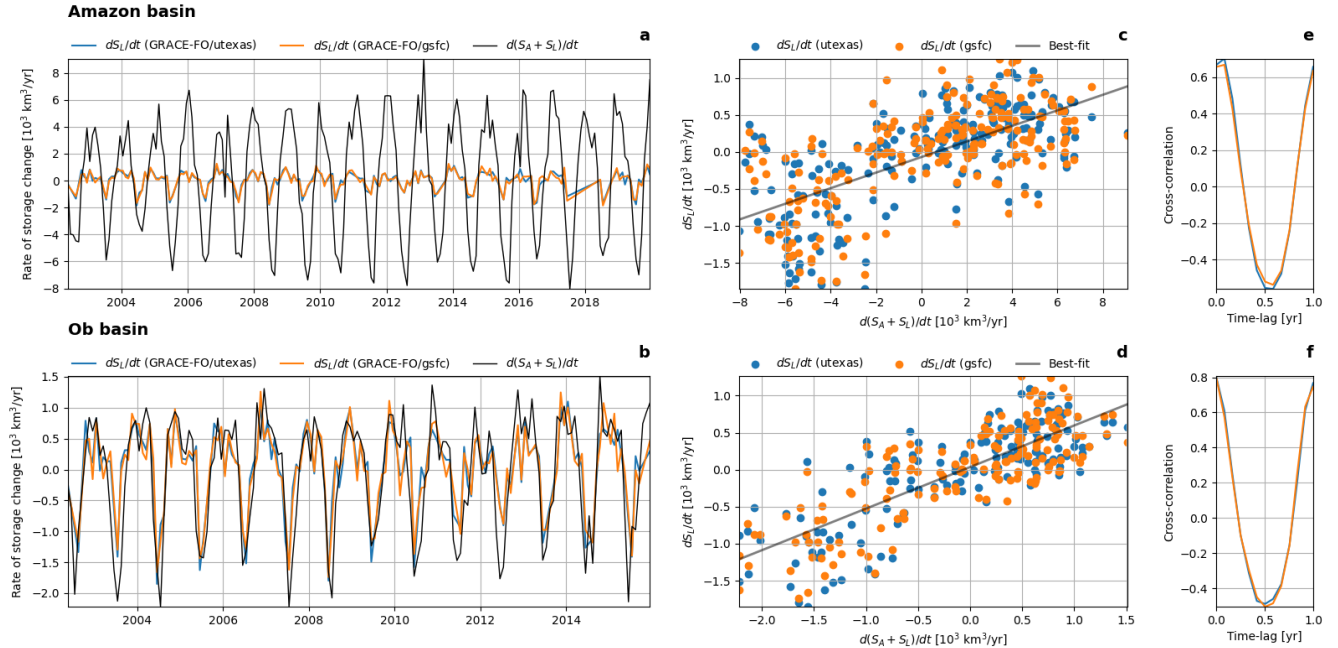 Amazon basin
dS_L/dt (GRACE-FO/utexas) dS_L/dt (GRACE-FO/gsfc) d(S_A + S_L)/dt a
Rate of storage change [10³ km³/yr]
8
6
4
2
0
−2
−4
−6
−8
2004 2006 2008 2010 2012 2014 2016 2018
dS_L/dt (utexas) dS_L/dt (gsfc) Best-fit c
dS_L/dt [10³ km³/yr]
1.0
0.5
0.0
−0.5
−1.0
−1.5
−8 −6 −4 −2 0 2 4 6 8
d(S_A + S_L)/dt [10³ km³/yr]
e
Cross-correlation
0.6
0.4
0.2
0.0
−0.2
−0.4
0.0 0.5 1.0
Time-lag [yr]
Ob basin
dS_L/dt (GRACE-FO/utexas) dS_L/dt (GRACE-FO/gsfc) d(S_A + S_L)/dt b
Rate of storage change [10³ km³/yr]
1.5
1.0
0.5
0.0
−0.5
−1.0
−1.5
−2.0
2004 2006 2008 2010 2012 2014
dS_L/dt (utexas) dS_L/dt (gsfc) Best-fit d
dS_L/dt [10³ km³/yr]
1.0
0.5
0.0
−0.5
−1.0
−1.5
−2.0 −1.5 −1.0 −0.5 0.0 0.5 1.0 1.5
d(S_A + S_L)/dt [10³ km³/yr]
f
Cross-correlation
0.8
0.6
0.4
0.2
0.0
−0.2
−0.4
0.0 0.5 1.0
Time-lag [yr]